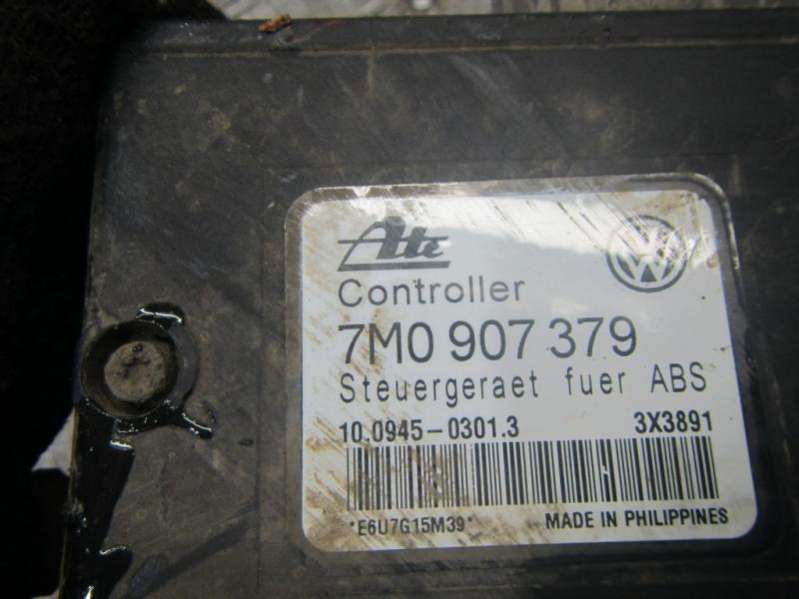 Ate
Controller
7M0 907 379
Steuergeraet fuer ABS
10.0945-0301.3 3X3891
*E6U7G15M39*
MADE IN PHILIPPINES